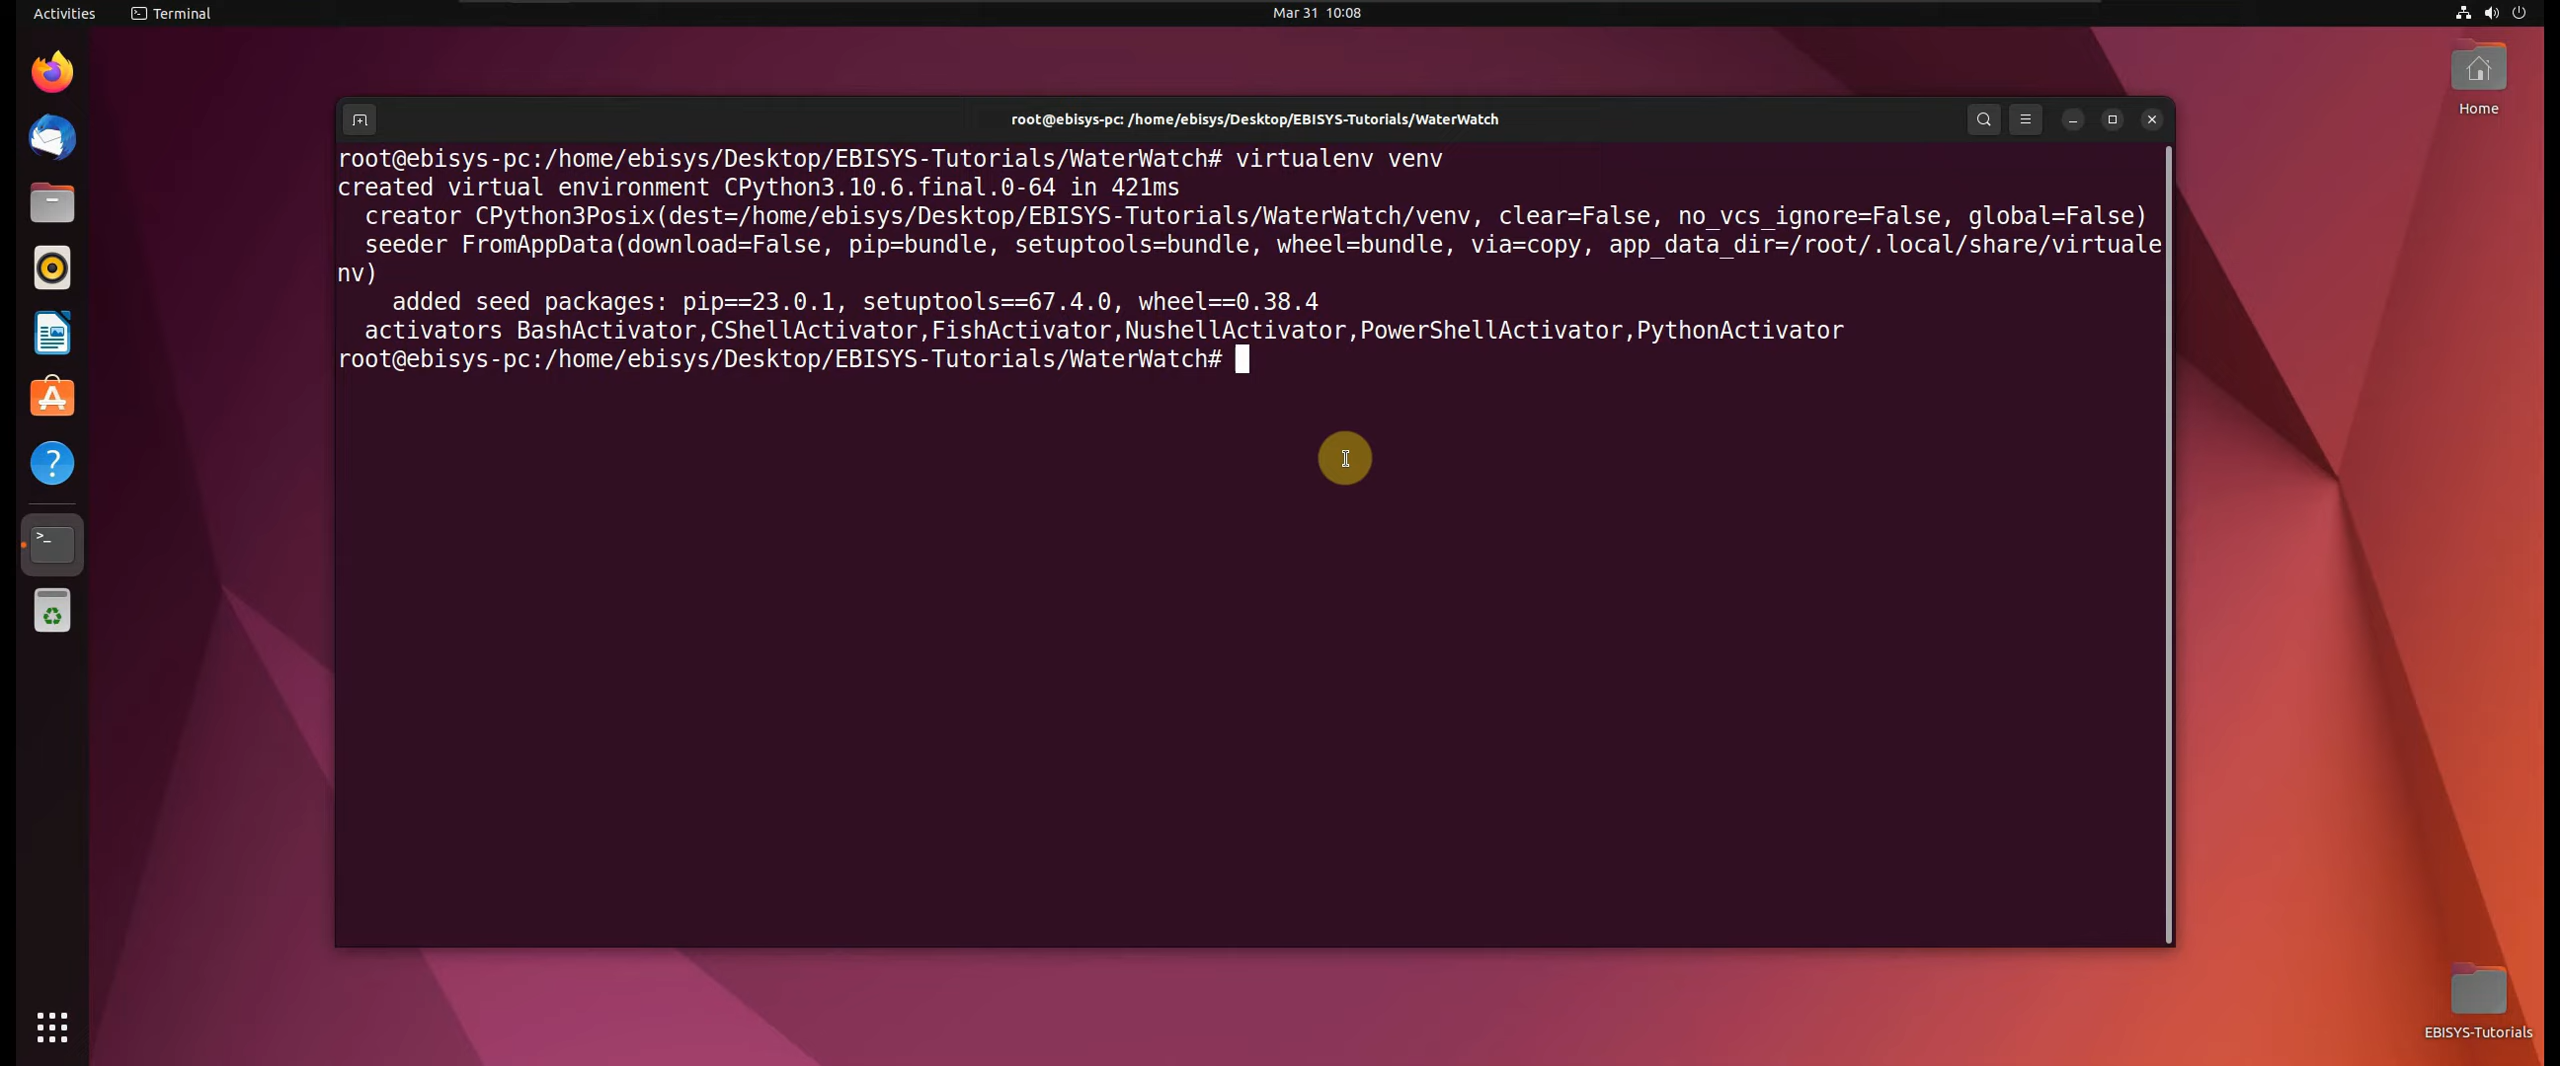 Activities Terminal Mar 31 10:08
Home
root@ebisys-pc: /home/ebisys/Desktop/EBISYS-Tutorials/WaterWatch
root@ebisys-pc:/home/ebisys/Desktop/EBISYS-Tutorials/WaterWatch# virtualenv venv
created virtual environment CPython3.10.6.final.0-64 in 421ms
  creator CPython3Posix(dest=/home/ebisys/Desktop/EBISYS-Tutorials/WaterWatch/venv, clear=False, no_vcs_ignore=False, global=False)
  seeder FromAppData(download=False, pip=bundle, setuptools=bundle, wheel=bundle, via=copy, app_data_dir=/root/.local/share/virtuale
nv)
    added seed packages: pip==23.0.1, setuptools==67.4.0, wheel==0.38.4
  activators BashActivator,CShellActivator,FishActivator,NushellActivator,PowerShellActivator,PythonActivator
root@ebisys-pc:/home/ebisys/Desktop/EBISYS-Tutorials/WaterWatch#
EBISYS-Tutorials